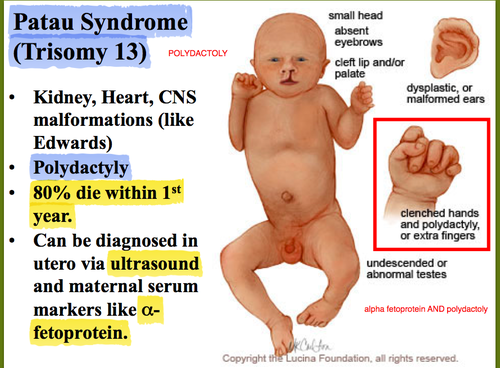 Patau Syndrome
(Trisomy 13)
POLYDACTOLY
• Kidney, Heart, CNS
malformations (like
Edwards)
• Polydactyly
• 80% die within 1st
year.
• Can be diagnosed in
utero via ultrasound
and maternal serum
markers like α-
fetoprotein.
small head
absent
eyebrows
cleft lip and/or
palate
dysplastic, or
malformed ears
clenched hands
and polydactyly,
or extra fingers
undescended or
abnormal testes
alpha fetoprotein AND polydactoly
Copyright the Lucina Foundation, all rights reserved.